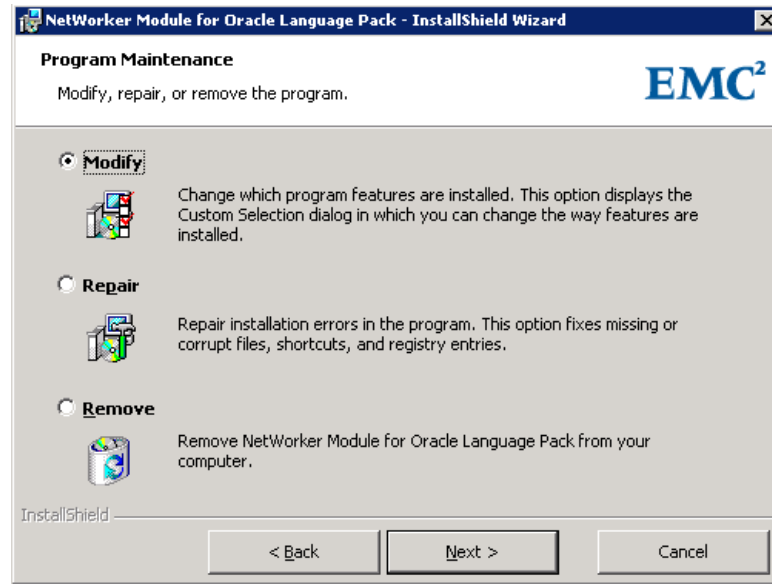 NetWorker Module for Oracle Language Pack - InstallShield Wizard
Program Maintenance
Modify, repair, or remove the program.
EMC²
Modify
Change which program features are installed. This option displays the
Custom Selection dialog in which you can change the way features are
installed.
Repair
Repair installation errors in the program. This option fixes missing or
corrupt files, shortcuts, and registry entries.
Remove
Remove NetWorker Module for Oracle Language Pack from your
computer.
InstallShield
< Back
Next >
Cancel